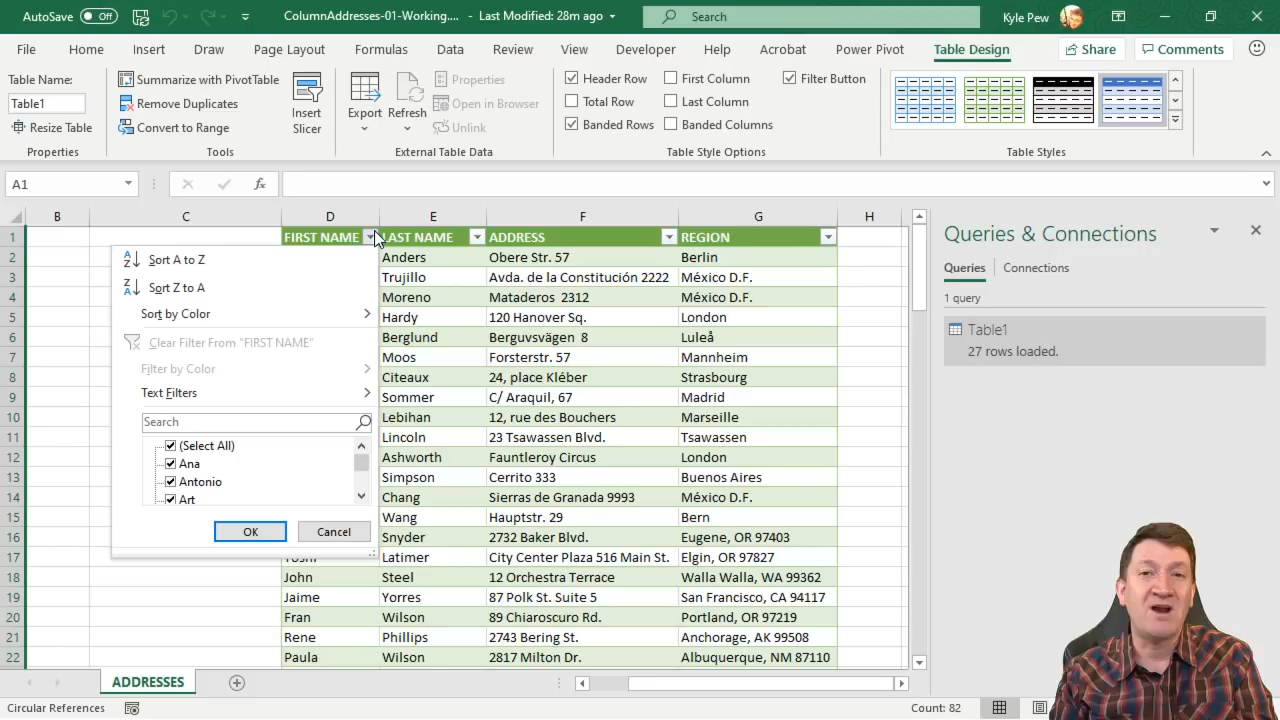 AutoSave Off ColumnAddresses-01-Working.... - Last Modified: 28m ago Search Kyle Pew
File Home Insert Draw Page Layout Formulas Data Review View Developer Help Acrobat Power Pivot Table Design Share Comments
Table Name: Summarize with PivotTable Properties Header Row First Column Filter Button
Table1 Remove Duplicates Insert Slicer Export Refresh Open in Browser Total Row Last Column
Resize Table Convert to Range Unlink Banded Rows Banded Columns
Properties Tools External Table Data Table Style Options Table Styles
A1 fx
B C D E F G H
1 FIRST NAME LAST NAME ADDRESS REGION
2 Anders Obere Str. 57 Berlin
3 Trujillo Avda. de la Constitución 2222 México D.F.
4 Moreno Mataderos 2312 México D.F.
5 Hardy 120 Hanover Sq. London
6 Berglund Berguvsvägen 8 Luleå
7 Moos Forsterstr. 57 Mannheim
8 Citeaux 24, place Kléber Strasbourg
9 Sommer C/ Araquil, 67 Madrid
10 Lebihan 12, rue des Bouchers Marseille
11 Lincoln 23 Tsawassen Blvd. Tsawassen
12 Ashworth Fauntleroy Circus London
13 Simpson Cerrito 333 Buenos Aires
14 Chang Sierras de Granada 9993 México D.F.
15 Wang Hauptstr. 29 Bern
16 Snyder 2732 Baker Blvd. Eugene, OR 97403
17 Latimer City Center Plaza 516 Main St. Elgin, OR 97827
18 John Steel 12 Orchestra Terrace Walla Walla, WA 99362
19 Jaime Yorres 87 Polk St. Suite 5 San Francisco, CA 94117
20 Fran Wilson 89 Chiaroscuro Rd. Portland, OR 97219
21 Rene Phillips 2743 Bering St. Anchorage, AK 99508
22 Paula Wilson 2817 Milton Dr. Albuquerque, NM 87110
Sort A to Z
Sort Z to A
Sort by Color
Clear Filter From "FIRST NAME"
Filter by Color
Text Filters
Search
(Select All)
Ana
Antonio
Art
OK Cancel
Queries & Connections
Queries Connections
1 query
Table1
27 rows loaded.
ADDRESSES
Circular References Count: 82